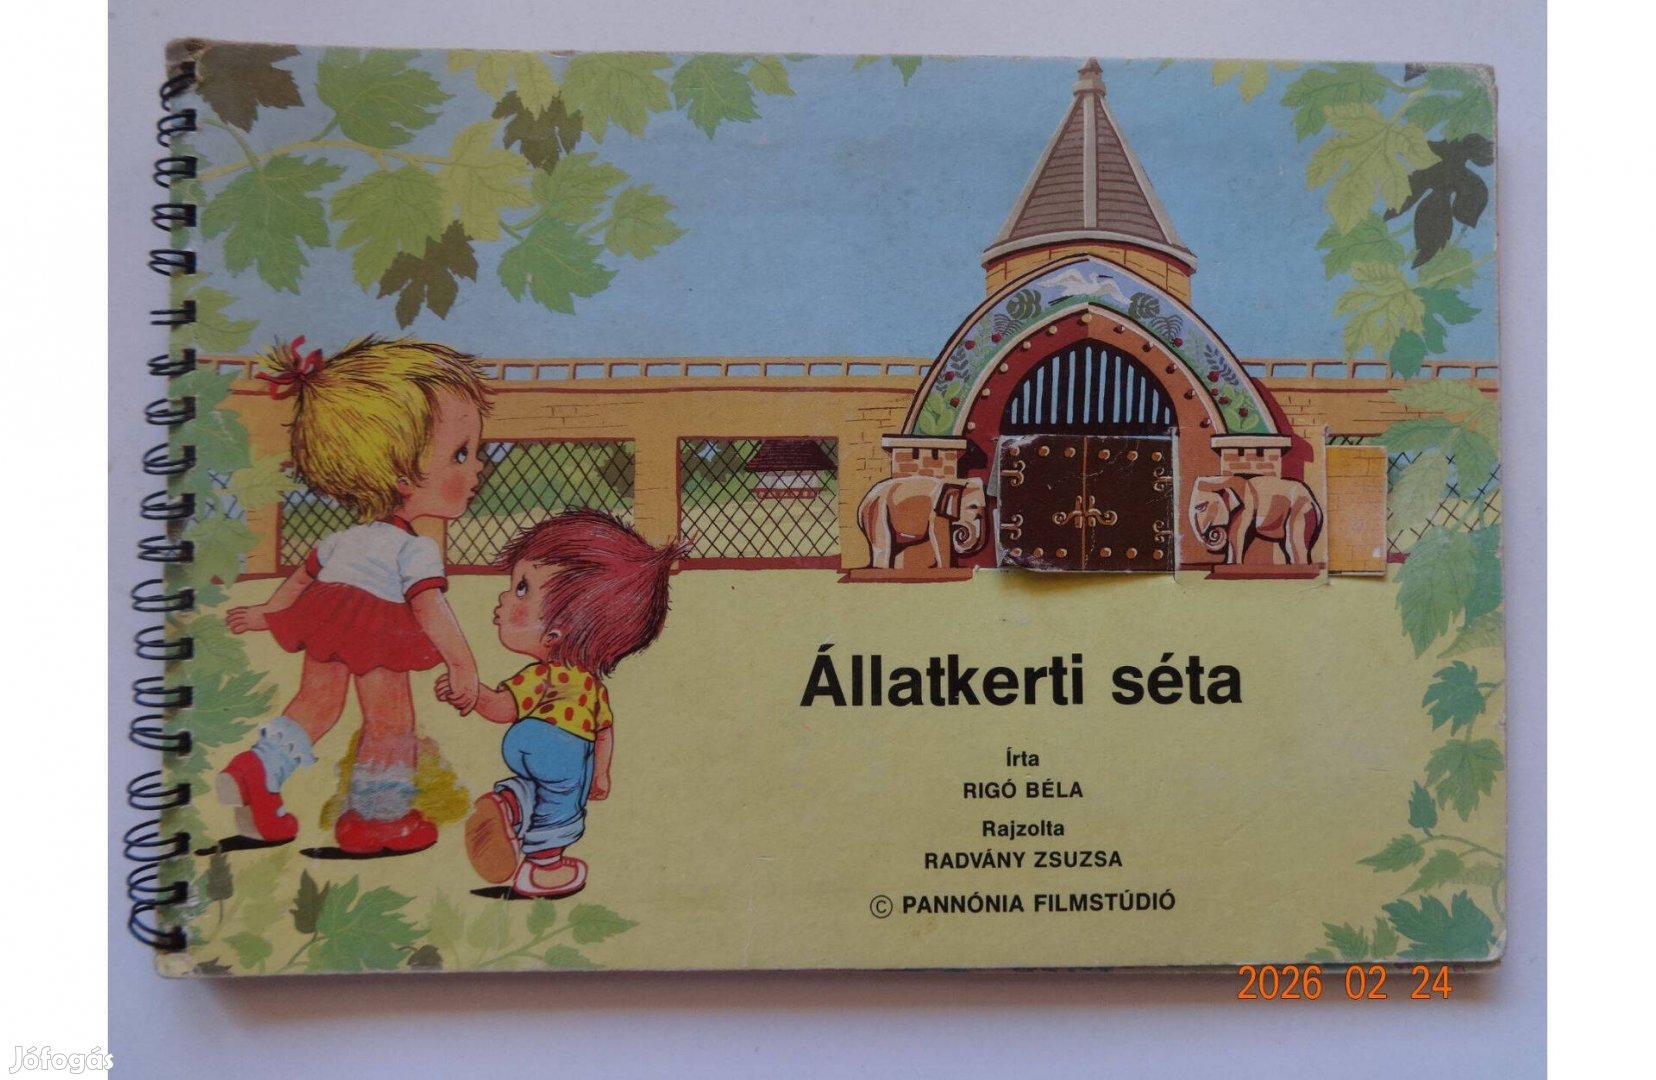 Állatkerti séta
Írta
RIGÓ BÉLA
Rajzolta
RADVÁNY ZSUZSA
© PANNÓNIA FILMSTÚDIÓ
2026 02 24
Jófogás